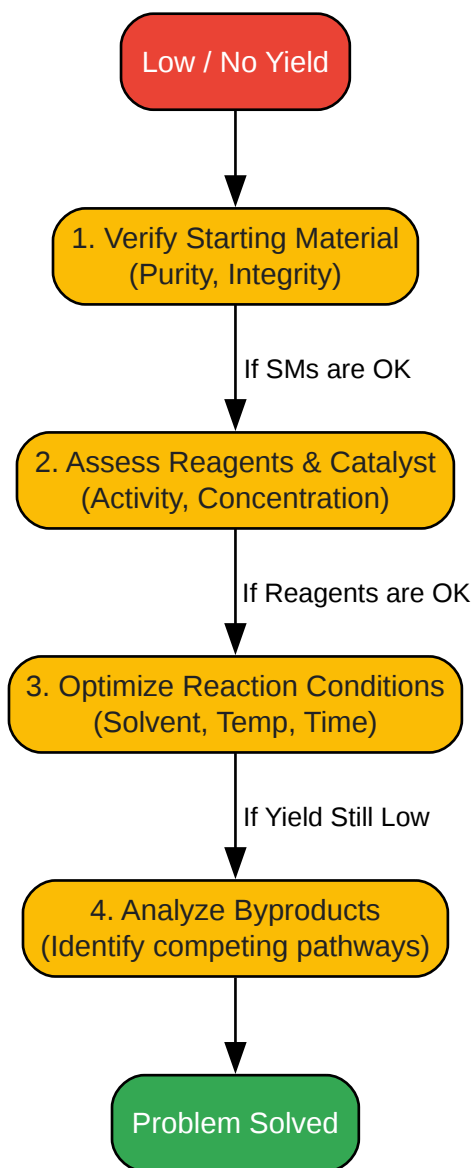 Low / No Yield
1. Verify Starting Material
(Purity, Integrity)
If SMs are OK
2. Assess Reagents & Catalyst
(Activity, Concentration)
If Reagents are OK
3. Optimize Reaction Conditions
(Solvent, Temp, Time)
If Yield Still Low
4. Analyze Byproducts
(Identify competing pathways)
Problem Solved